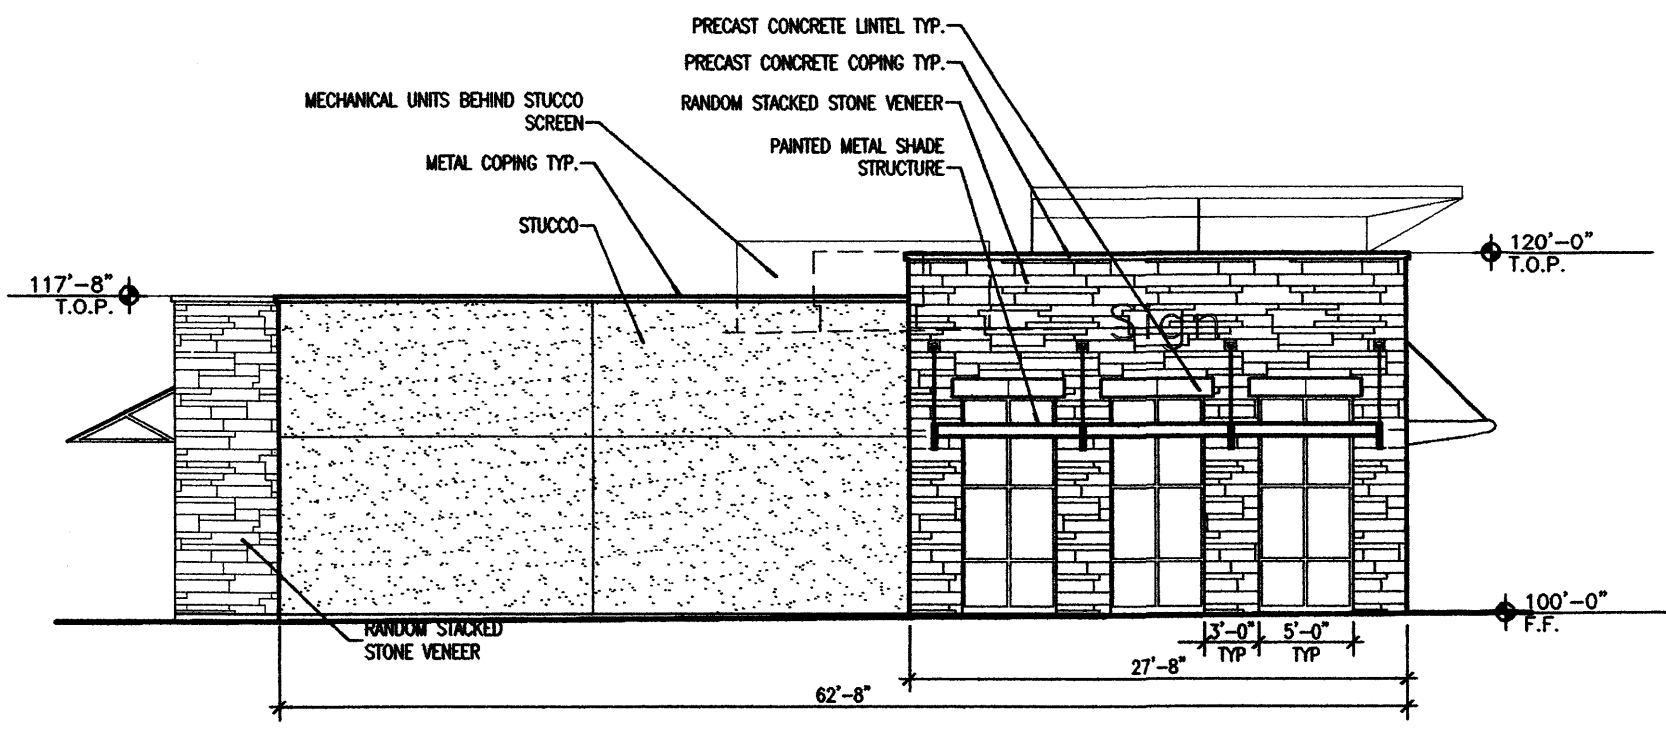 PRECAST CONCRETE LINTEL TYP.
PRECAST CONCRETE COPING TYP.
MECHANICAL UNITS BEHIND STUCCO
SCREEN
RANDOM STACKED STONE VENEER
METAL COPING TYP.
PAINTED METAL SHADE
STRUCTURE
STUCCO
120'-0"
T.O.P.
117'-8"
T.O.P.
Sign
100'-0"
F.F.
RANDOM STACKED
STONE VENEER
3'-0"
TYP
5'-0"
TYP
27'-8"
62'-8"